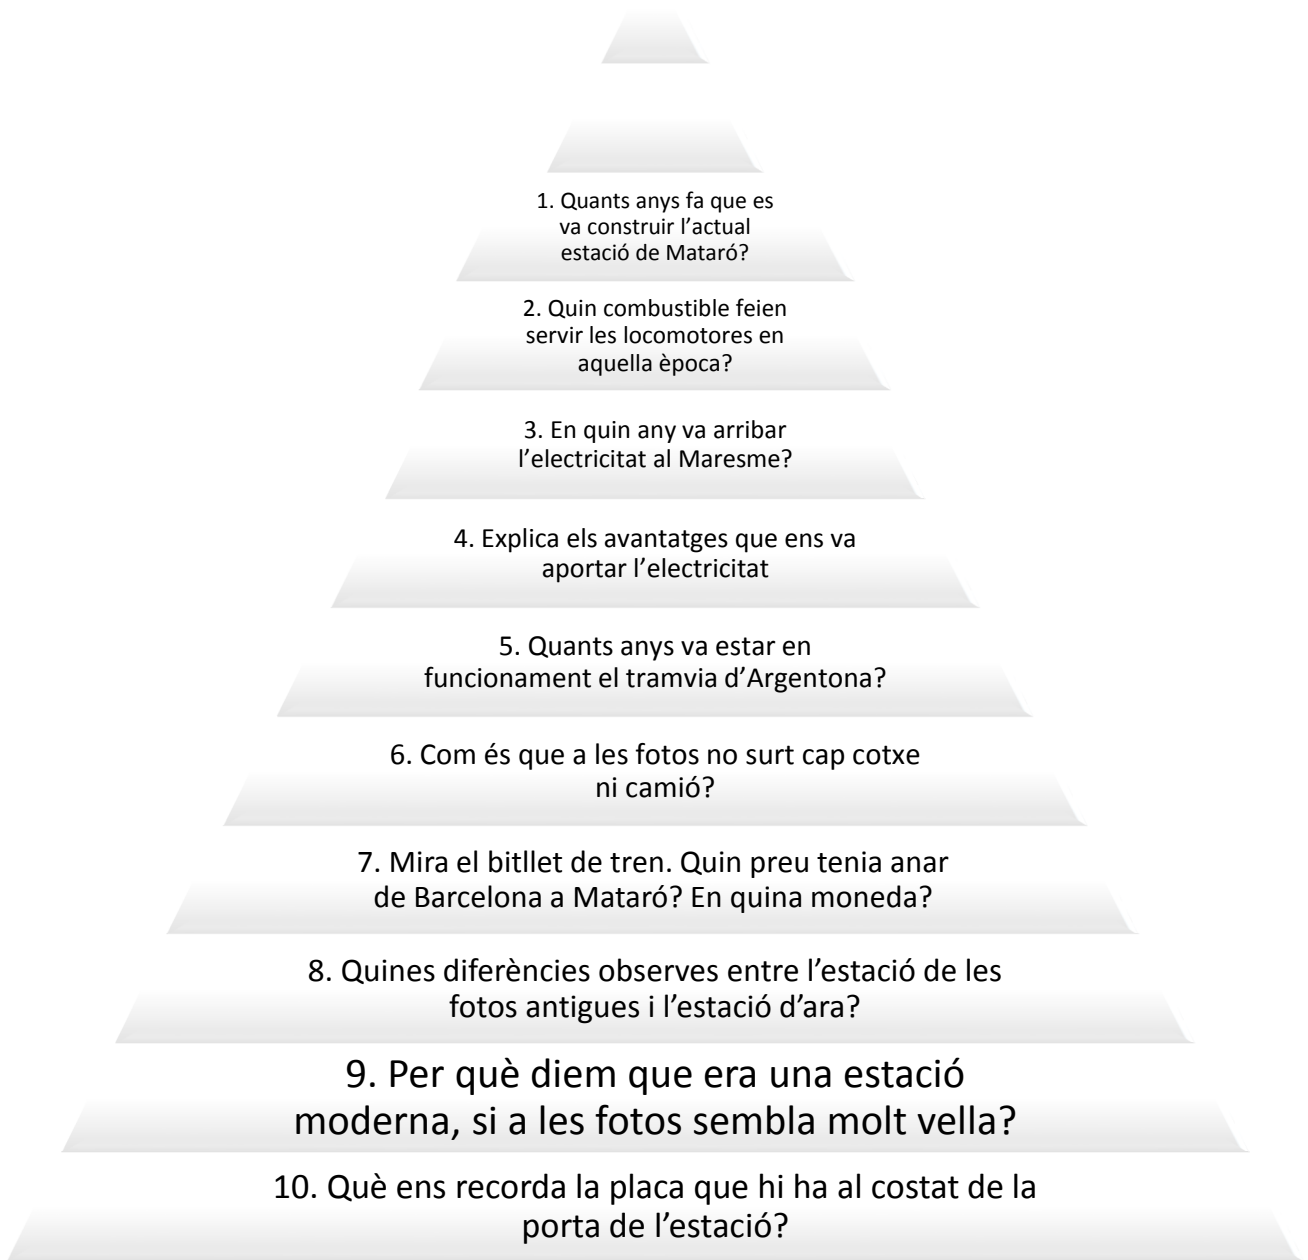 1. Quants anys fa que es
va construir l’actual
estació de Mataró?
2. Quin combustible feien
servir les locomotores en
aquella època?
3. En quin any va arribar
l’electricitat al Maresme?
4. Explica els avantatges que ens va
aportar l’electricitat
5. Quants anys va estar en
funcionament el tramvia d’Argentona?
6. Com és que a les fotos no surt cap cotxe
ni camió?
7. Mira el bitllet de tren. Quin preu tenia anar
de Barcelona a Mataró? En quina moneda?
8. Quines diferències observes entre l’estació de les
fotos antigues i l’estació d’ara?
9. Per què diem que era una estació
moderna, si a les fotos sembla molt vella?
10. Què ens recorda la placa que hi ha al costat de la
porta de l’estació?